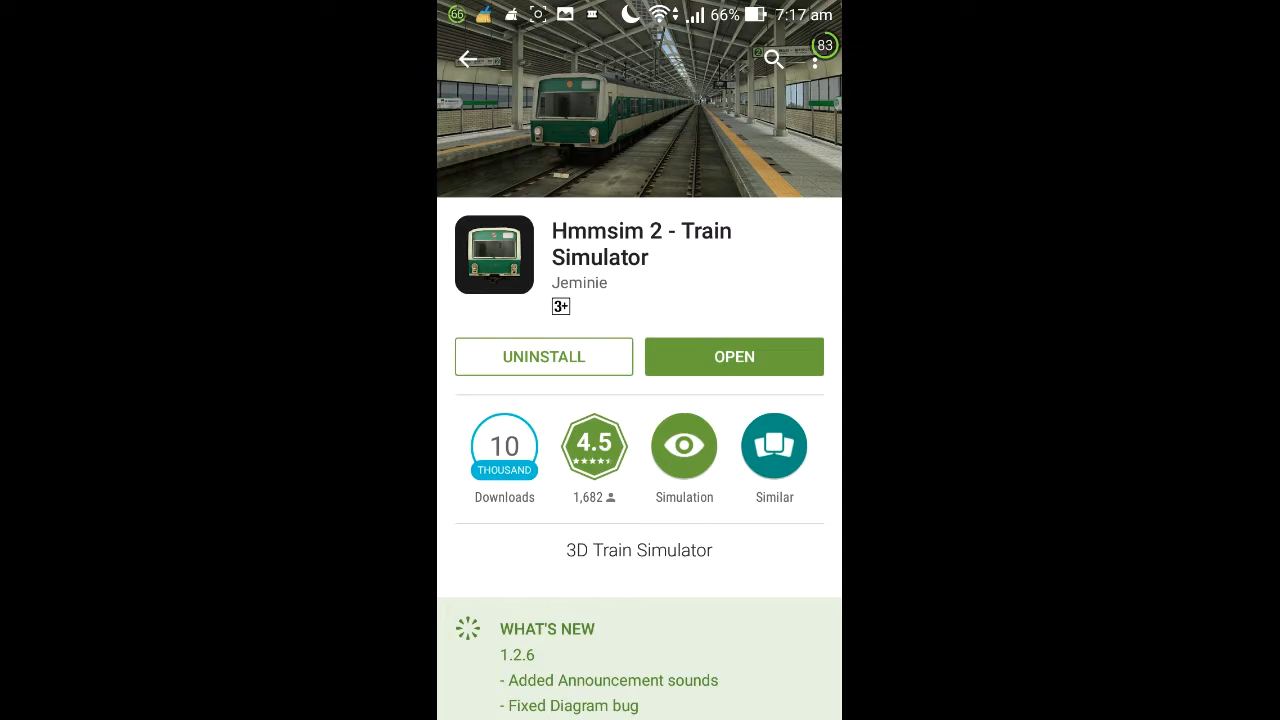 66 66% 7:17 am
83
Hmmsim 2 - Train
Simulator
Jeminie
3+
UNINSTALL OPEN
10
THOUSAND
Downloads
4.5
1,682
Simulation
Similar
3D Train Simulator
WHAT'S NEW
1.2.6
- Added Announcement sounds
- Fixed Diagram bug